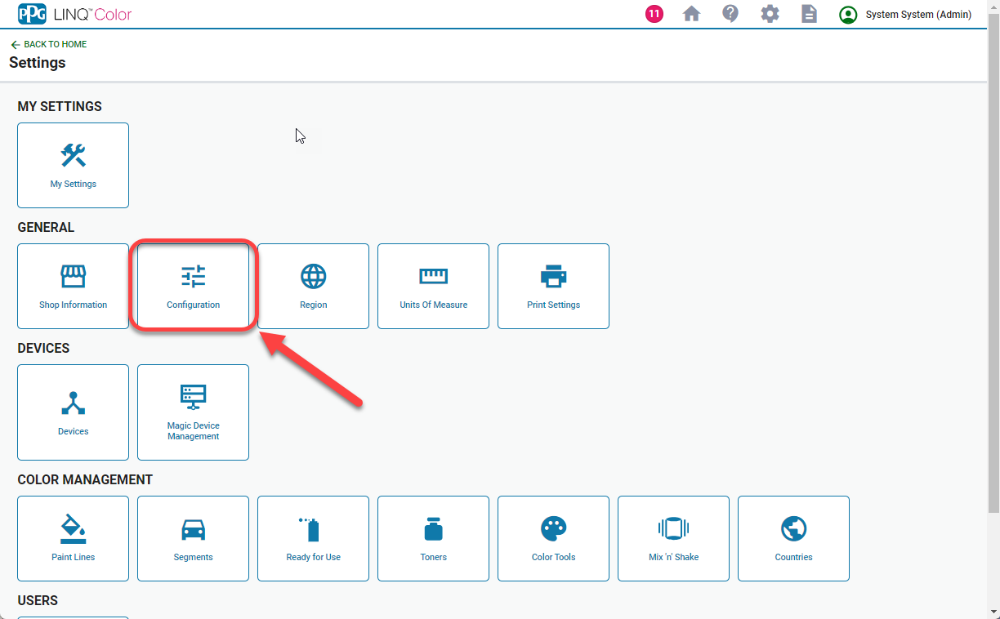 PPG LINQ™Color
11
System System (Admin)
BACK TO HOME
Settings
MY SETTINGS
My Settings
GENERAL
Shop Information
Configuration
Region
Units Of Measure
Print Settings
DEVICES
Devices
Magic Device
Management
COLOR MANAGEMENT
Paint Lines
Segments
Ready for Use
Toners
Color Tools
Mix 'n' Shake
Countries
USERS